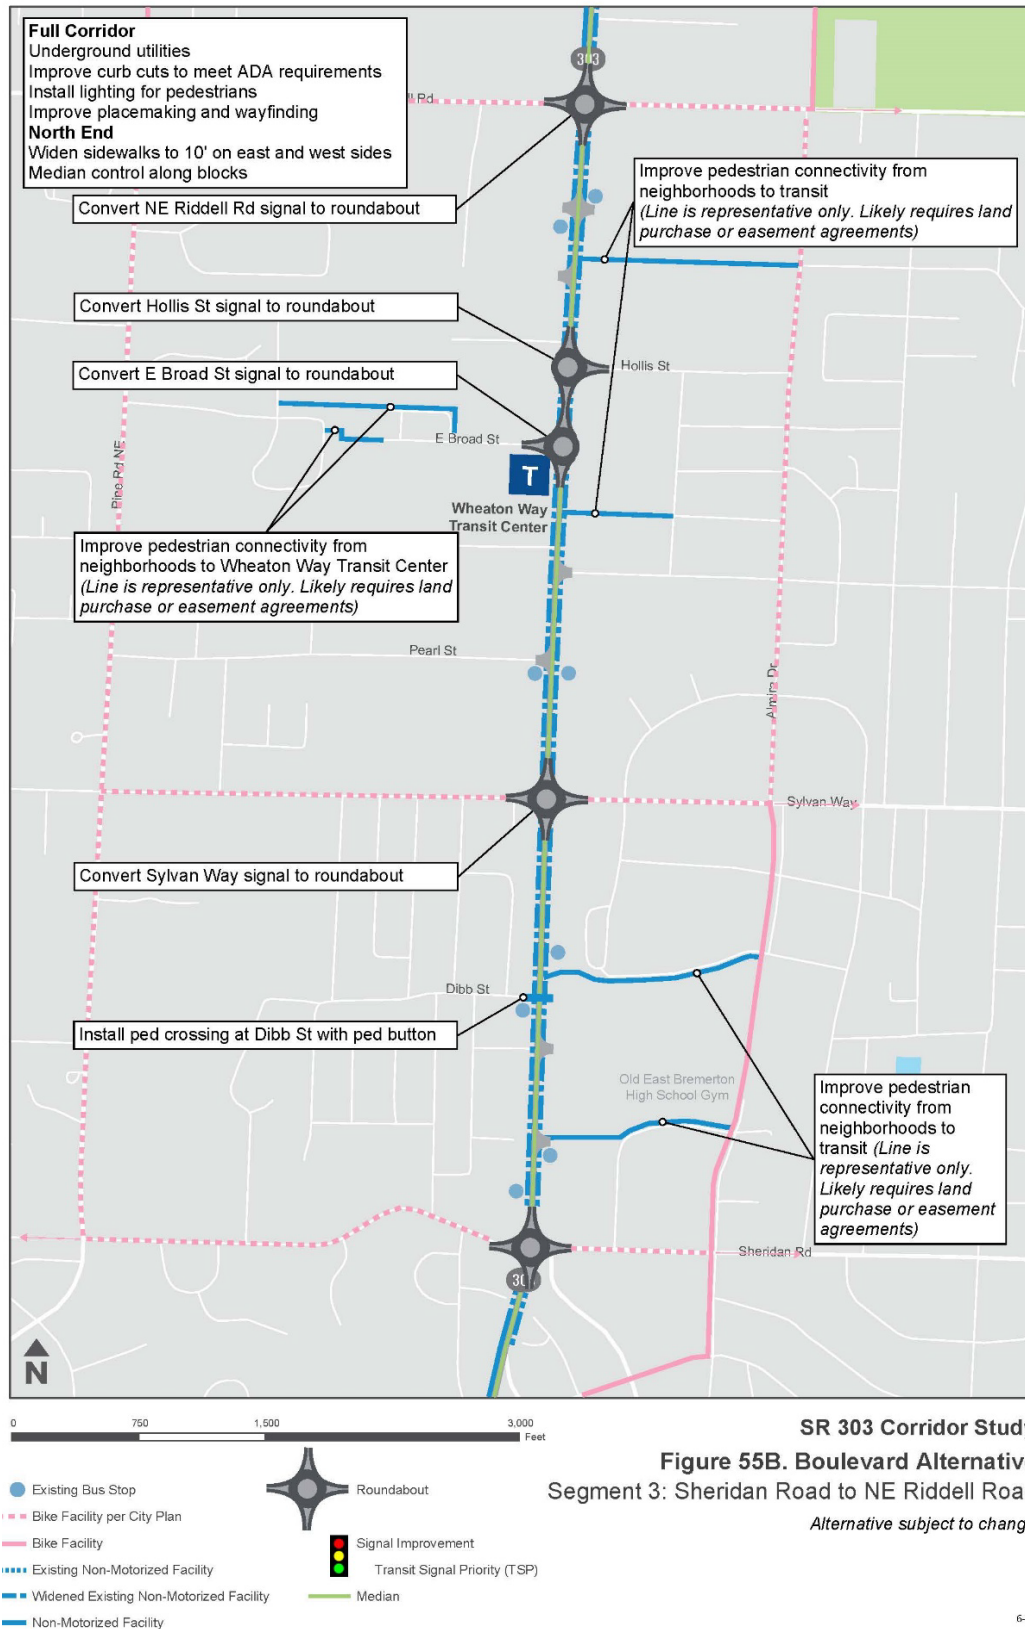 Full Corridor
Underground utilities
Improve curb cuts to meet ADA requirements
Install lighting for pedestrians
Improve placemaking and wayfinding
North End
Widen sidewalks to 10' on east and west sides
Median control along blocks
Rd
303
Convert NE Riddell Rd signal to roundabout
Improve pedestrian connectivity from
neighborhoods to transit
(Line is representative only. Likely requires land
purchase or easement agreements)
Convert Hollis St signal to roundabout
Hollis St
Convert E Broad St signal to roundabout
E Broad St
Pine Rd NE
T
Wheaton Way
Transit Center
Improve pedestrian connectivity from
neighborhoods to Wheaton Way Transit Center
(Line is representative only. Likely requires land
purchase or easement agreements)
Pearl St
Almira Dr
Sylvan Way
Convert Sylvan Way signal to roundabout
Dibb St
Install ped crossing at Dibb St with ped button
Old East Bremerton
High School Gym
Improve pedestrian
connectivity from
neighborhoods to
transit (Line is
representative only.
Likely requires land
purchase or easement
agreements)
Sheridan Rd
30
N
0 750 1,500 3,000
Feet
SR 303 Corridor Study
Figure 55B. Boulevard Alternativ
Segment 3: Sheridan Road to NE Riddell Roa
Alternative subject to chang
Existing Bus Stop
Bike Facility per City Plan
Bike Facility
Existing Non-Motorized Facility
Widened Existing Non-Motorized Facility
Non-Motorized Facility
Roundabout
Signal Improvement
Transit Signal Priority (TSP)
Median
6-